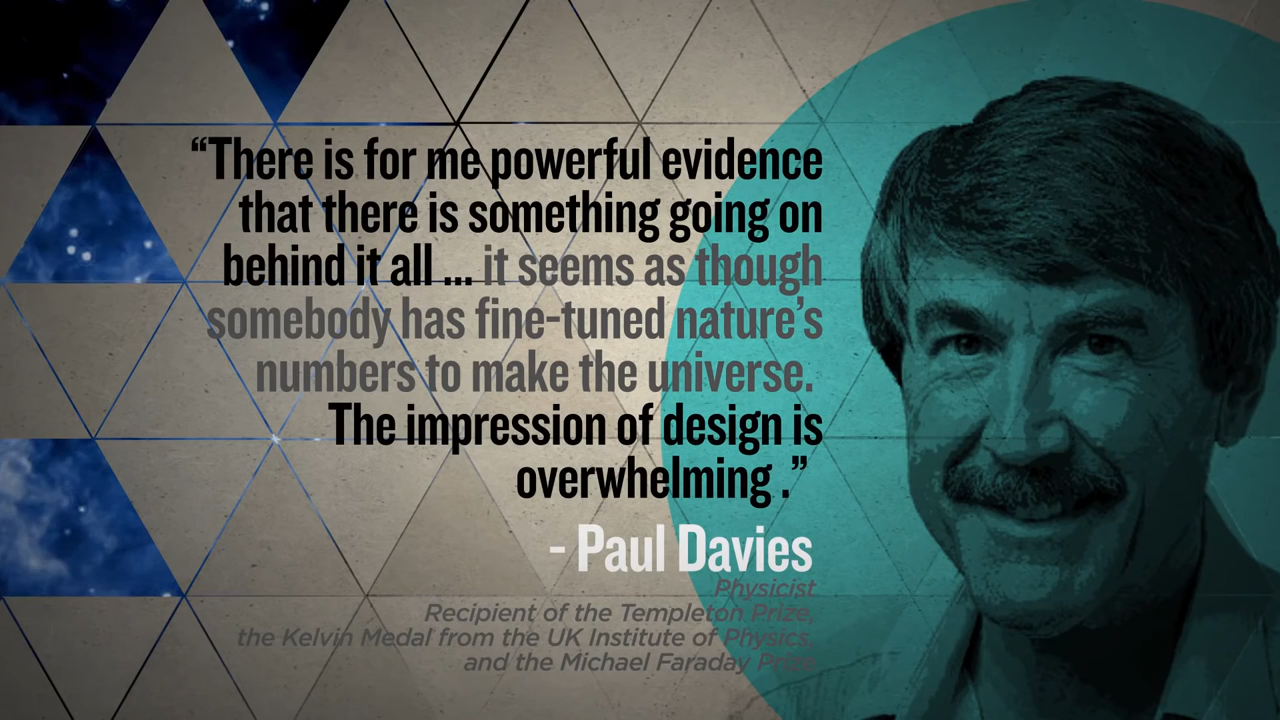 “There is for me powerful evidence
that there is something going on
behind it all ... it seems as though
somebody has fine-tuned nature’s
numbers to make the universe.
The impression of design is
overwhelming .”
- Paul Davies
Physicist
Recipient of the Templeton Prize,
the Kelvin Medal from the UK Institute of Physics,
and the Michael Faraday Prize